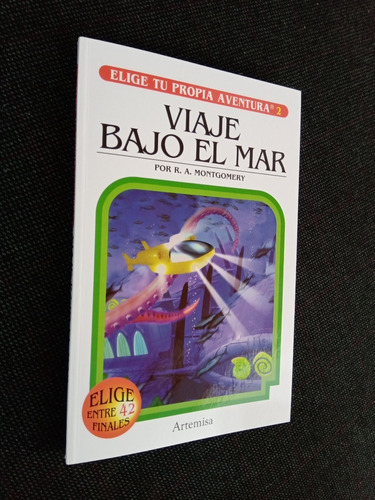 ELIGE TU PROPIA AVENTURA® 2
VIAJE
BAJO EL MAR
POR R. A. MONTGOMERY
ELIGE
ENTRE 42
FINALES
Artemisa